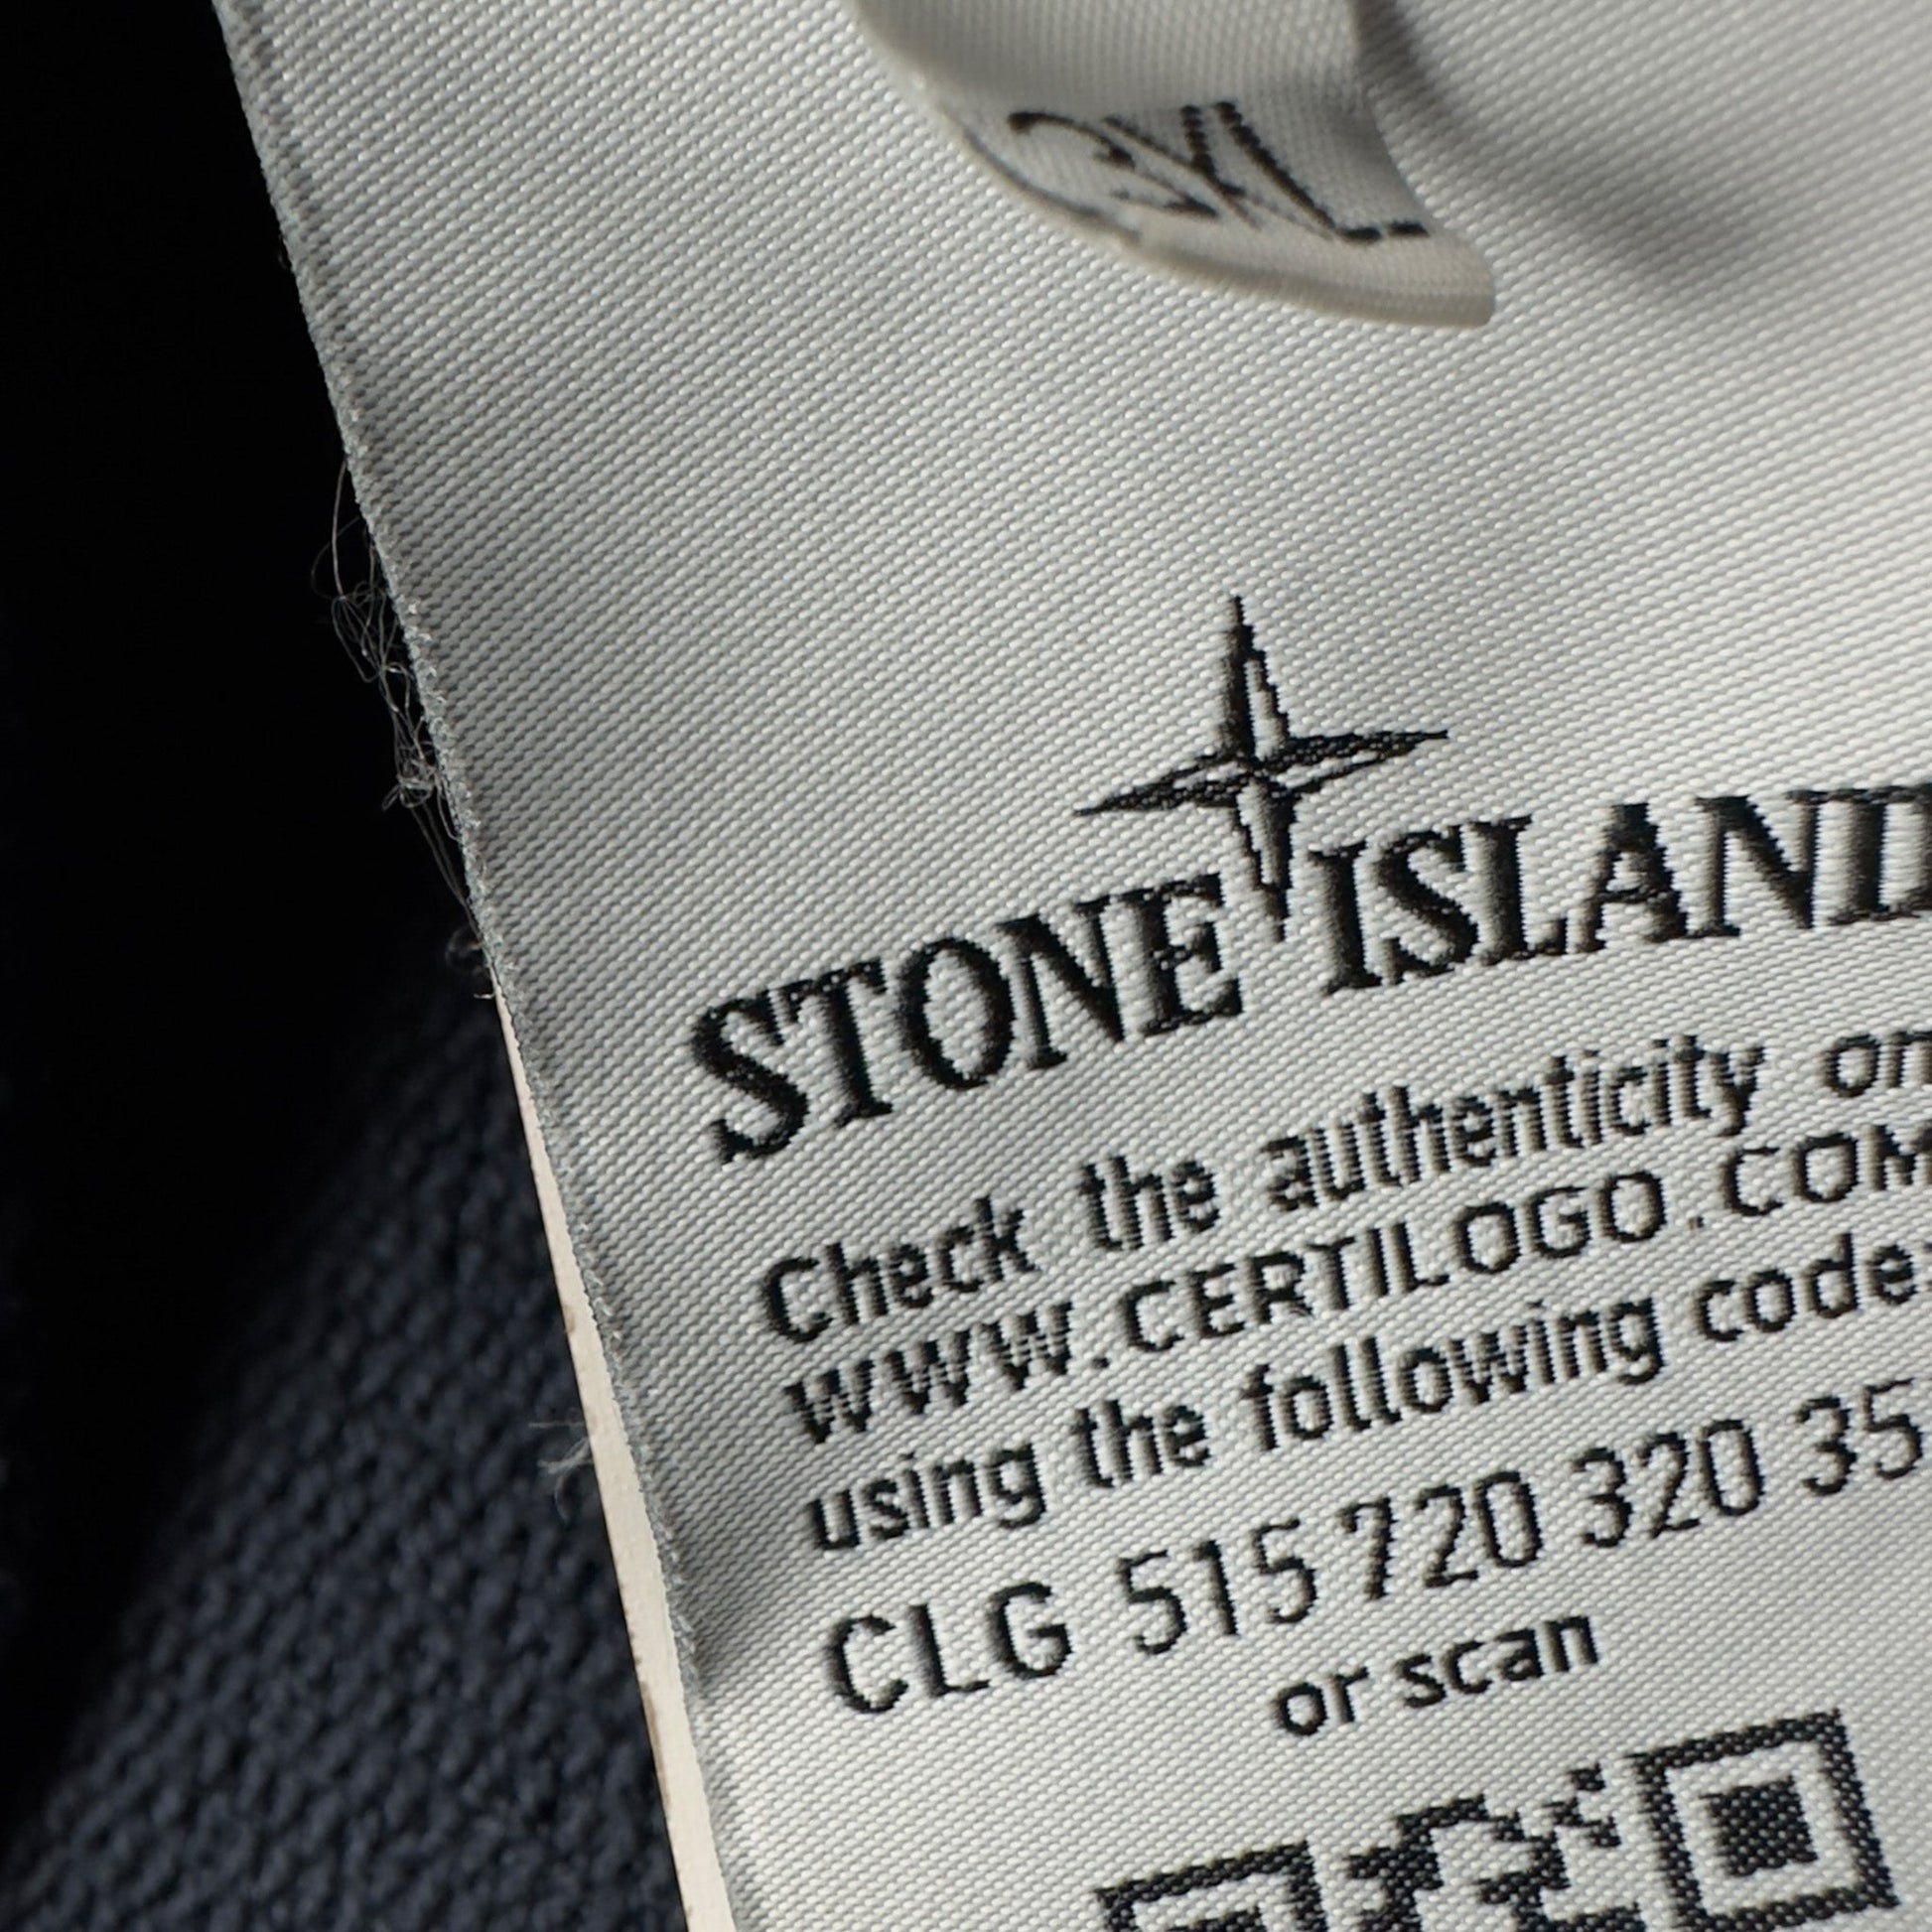 STONE ISLAND
Check the authenticity on
WWW.CERTILOGO.COM
using the following code
CLG 515 720 320 35
or scan